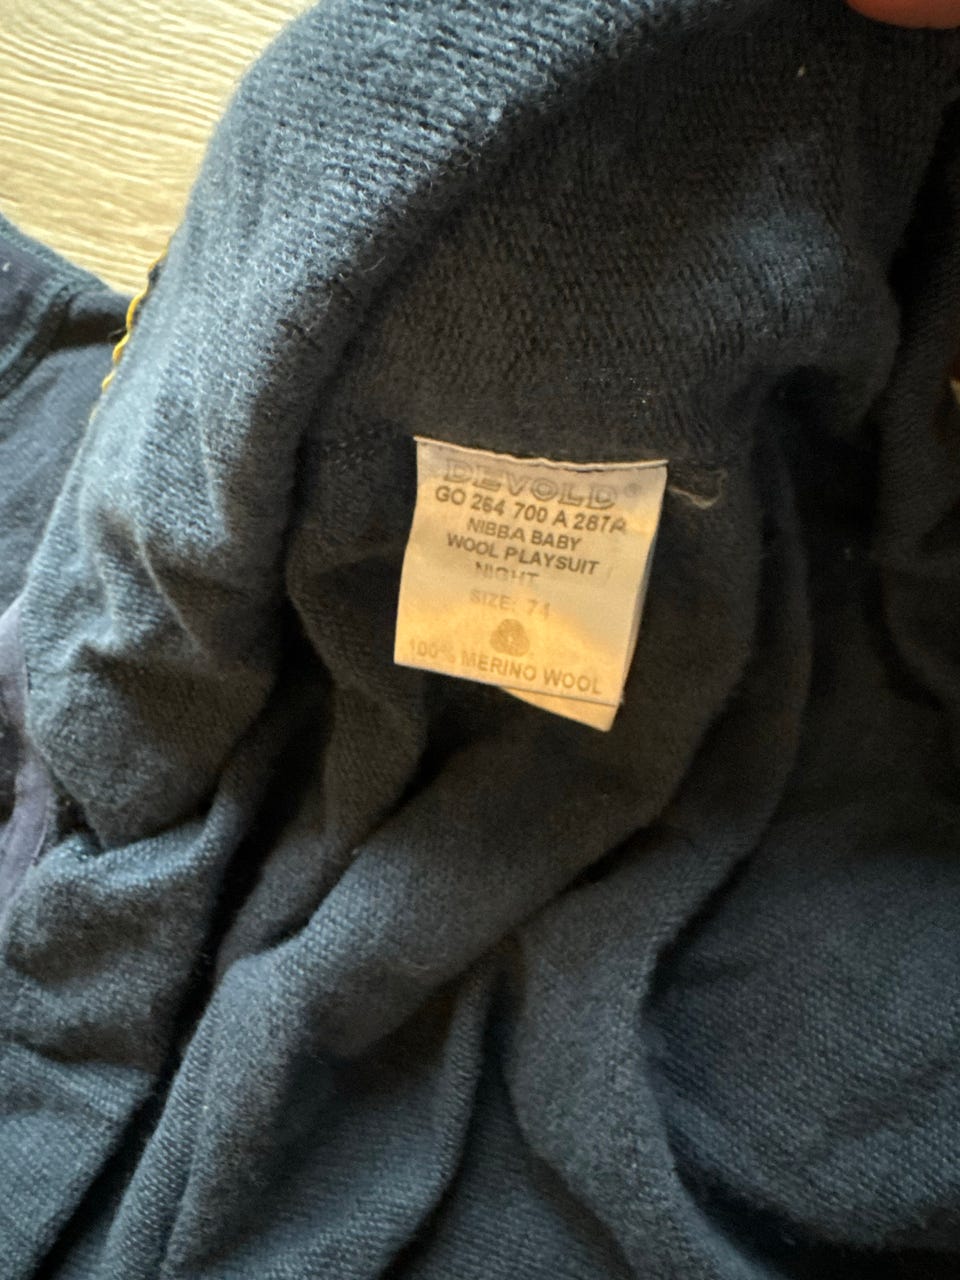 DEVOLD®
GO 264 700 A 287A
NIBBA BABY
WOOL PLAYSUIT
NIGHT
SIZE: 74
100% MERINO WOOL